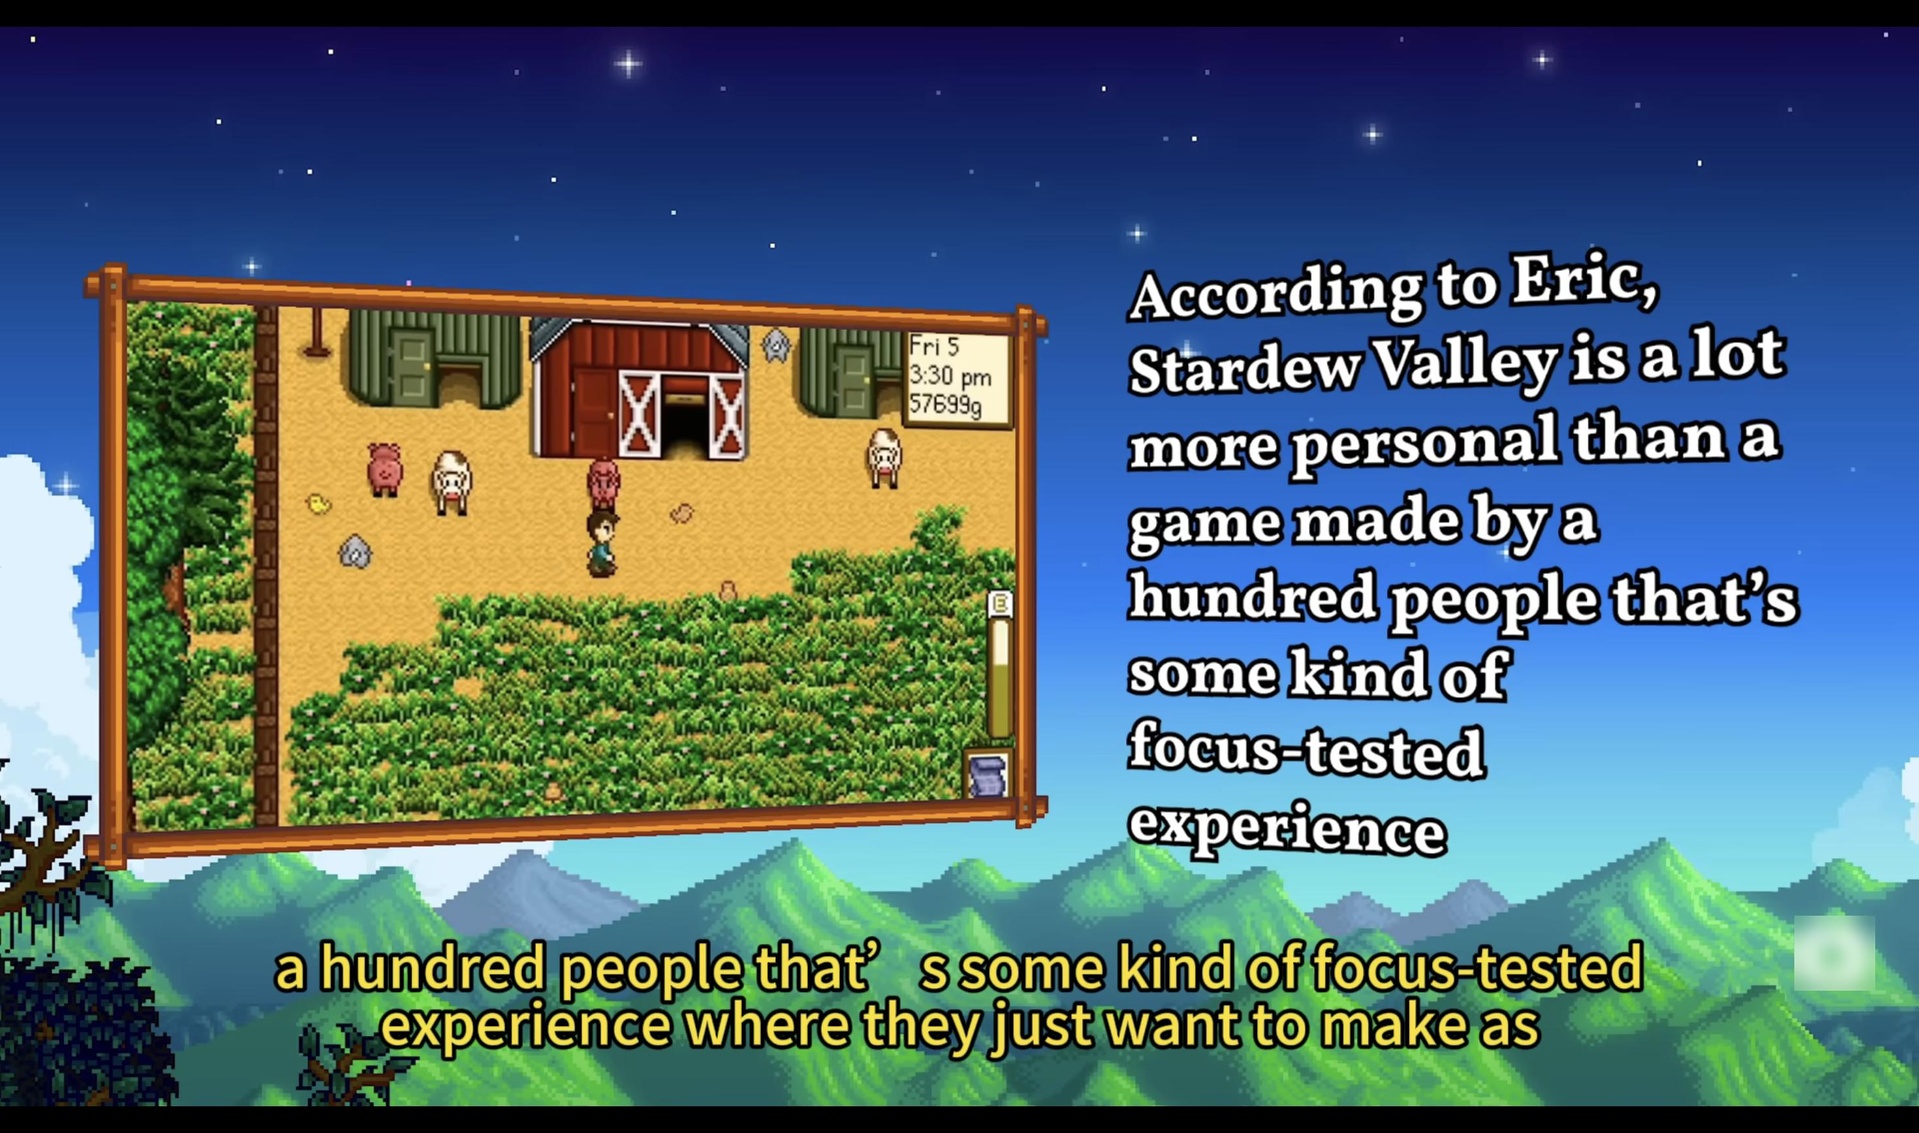 Fri 5
3:30 pm
57699g
E
According to Eric,
Stardew Valley is a lot
more personal than a
game made by a
hundred people that's
some kind of
focus-tested
experience
a hundred people that’ s some kind of focus-tested
experience where they just want to make as